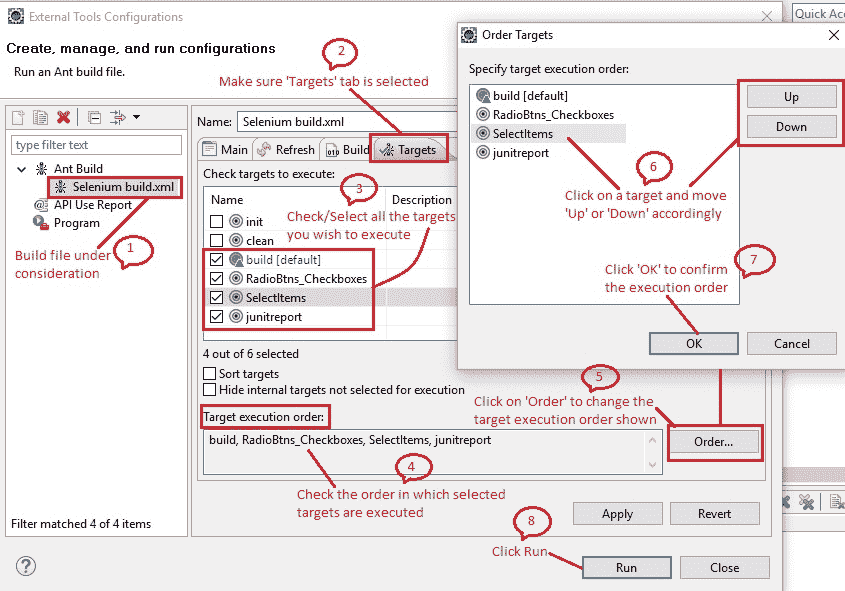 External Tools Configurations
Quick Acc
Create, manage, and run configurations
Run an Ant build file.
2
Make sure 'Targets' tab is selected
type filter text
Ant Build
Selenium build.xml
API Use Report
Program
Build file under
consideration
1
Filter matched 4 of 4 items
Name:
Selenium build.xml
Main
Refresh
Build
Targets
Check targets to execute:
Name
Description
init
clean
build [default]
RadioBtns_Checkboxes
SelectItems
junitreport
3
Check/Select all the targets
you wish to execute
4 out of 6 selected
Sort targets
Hide internal targets not selected for execution
Target execution order:
build, RadioBtns_Checkboxes, SelectItems, junitreport
4
Check the order in which selected
targets are executed
5
Click on 'Order' to change the
target execution order shown
Order...
Apply
Revert
8
Click Run
Run
Close
Order Targets
Specify target execution order:
build [default]
RadioBtns_Checkboxes
SelectItems
junitreport
Up
Down
6
Click on a target and move
'Up' or 'Down' accordingly
7
Click 'OK' to confirm
the execution order
OK
Cancel